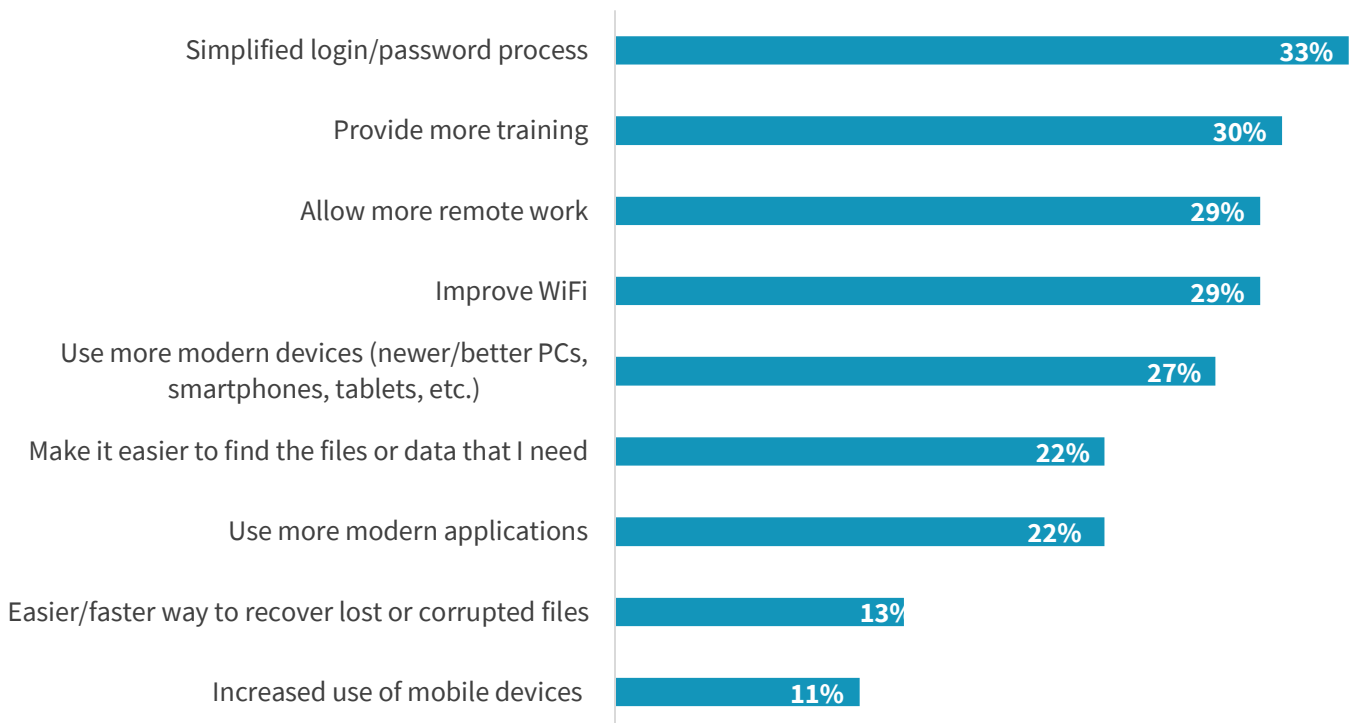 Simplified login/password process
33%
Provide more training
30%
Allow more remote work
29%
Improve WiFi
29%
Use more modern devices (newer/better PCs,
smartphones, tablets, etc.)
27%
Make it easier to find the files or data that I need
22%
Use more modern applications
22%
Easier/faster way to recover lost or corrupted files
13%
Increased use of mobile devices
11%